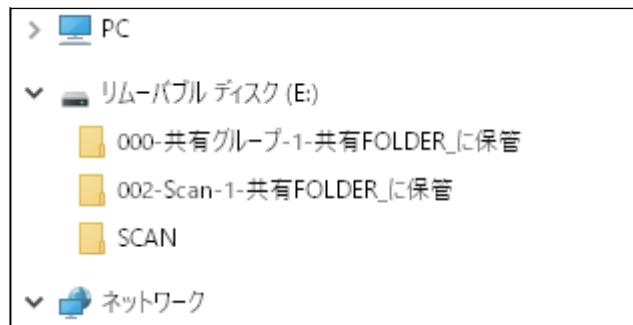 PC
リムーバブル ディスク (E:)
000-共有グループ-1-共有FOLDER_に保管
002-Scan-1-共有FOLDER_に保管
SCAN
ネットワーク